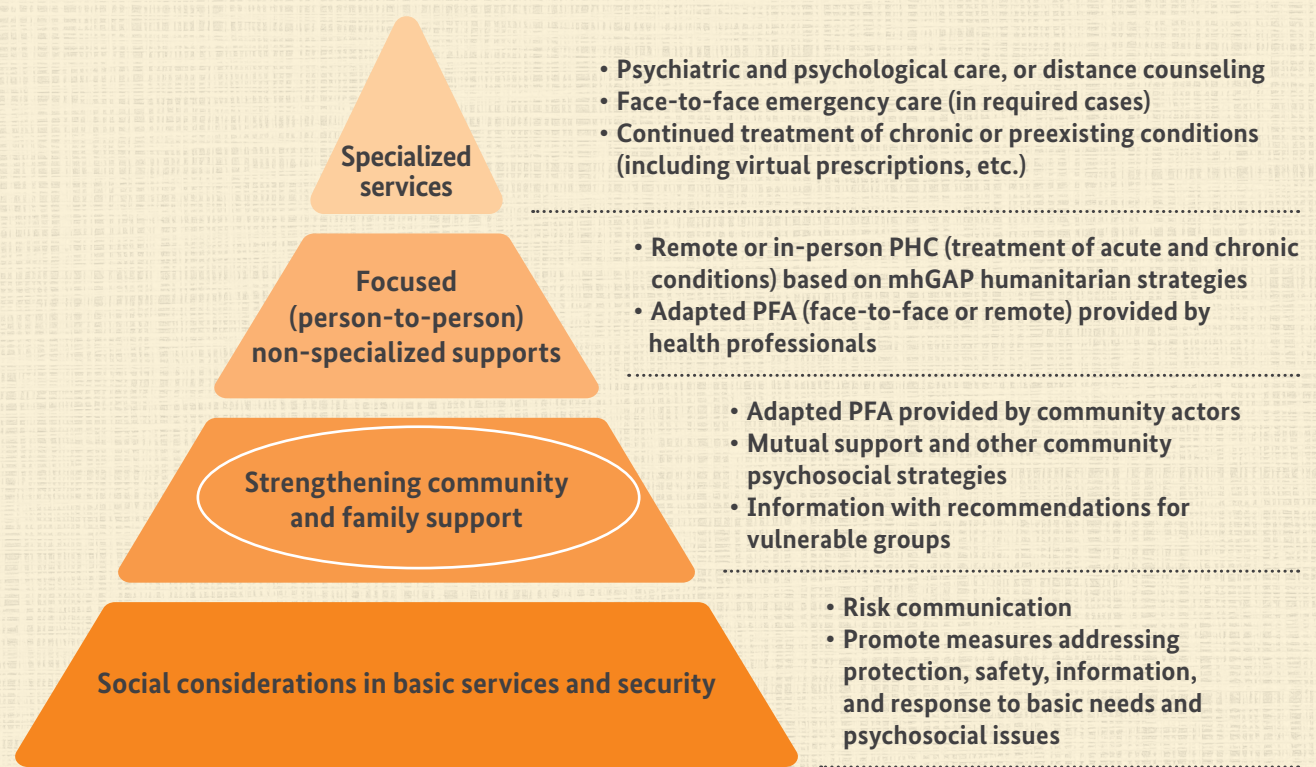 Specialized
services
• Psychiatric and psychological care, or distance counseling
• Face-to-face emergency care (in required cases)
• Continued treatment of chronic or preexisting conditions
(including virtual prescriptions, etc.)
Focused
(person-to-person)
non-specialized supports
• Remote or in-person PHC (treatment of acute and chronic
conditions) based on mhGAP humanitarian strategies
• Adapted PFA (face-to-face or remote) provided by
health professionals
Strengthening community
and family support
• Adapted PFA provided by community actors
• Mutual support and other community
psychosocial strategies
• Information with recommendations for
vulnerable groups
Social considerations in basic services and security
• Risk communication
• Promote measures addressing
protection, safety, information,
and response to basic needs and
psychosocial issues